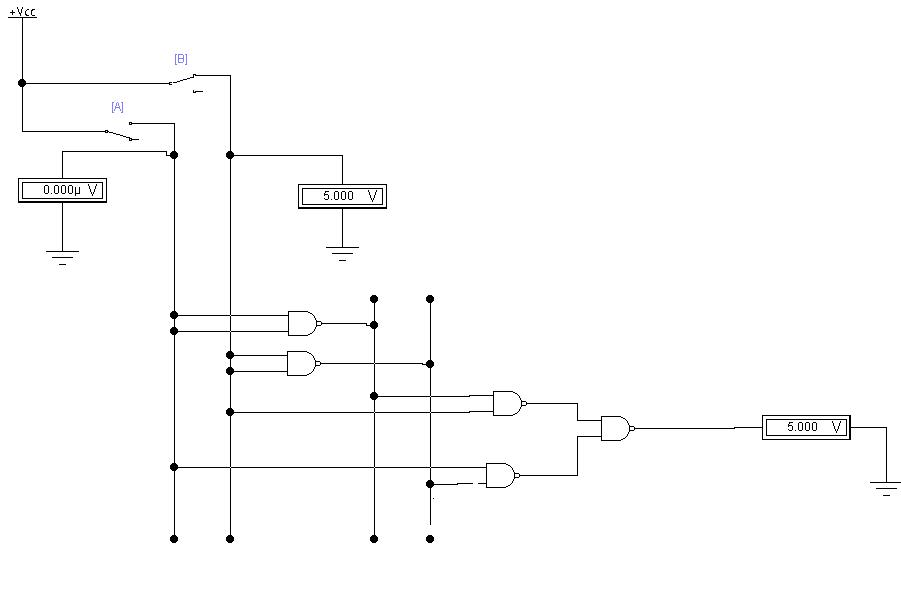 +Vcc
[B]
[A]
0.000µ V
5.000 V
5.000 V